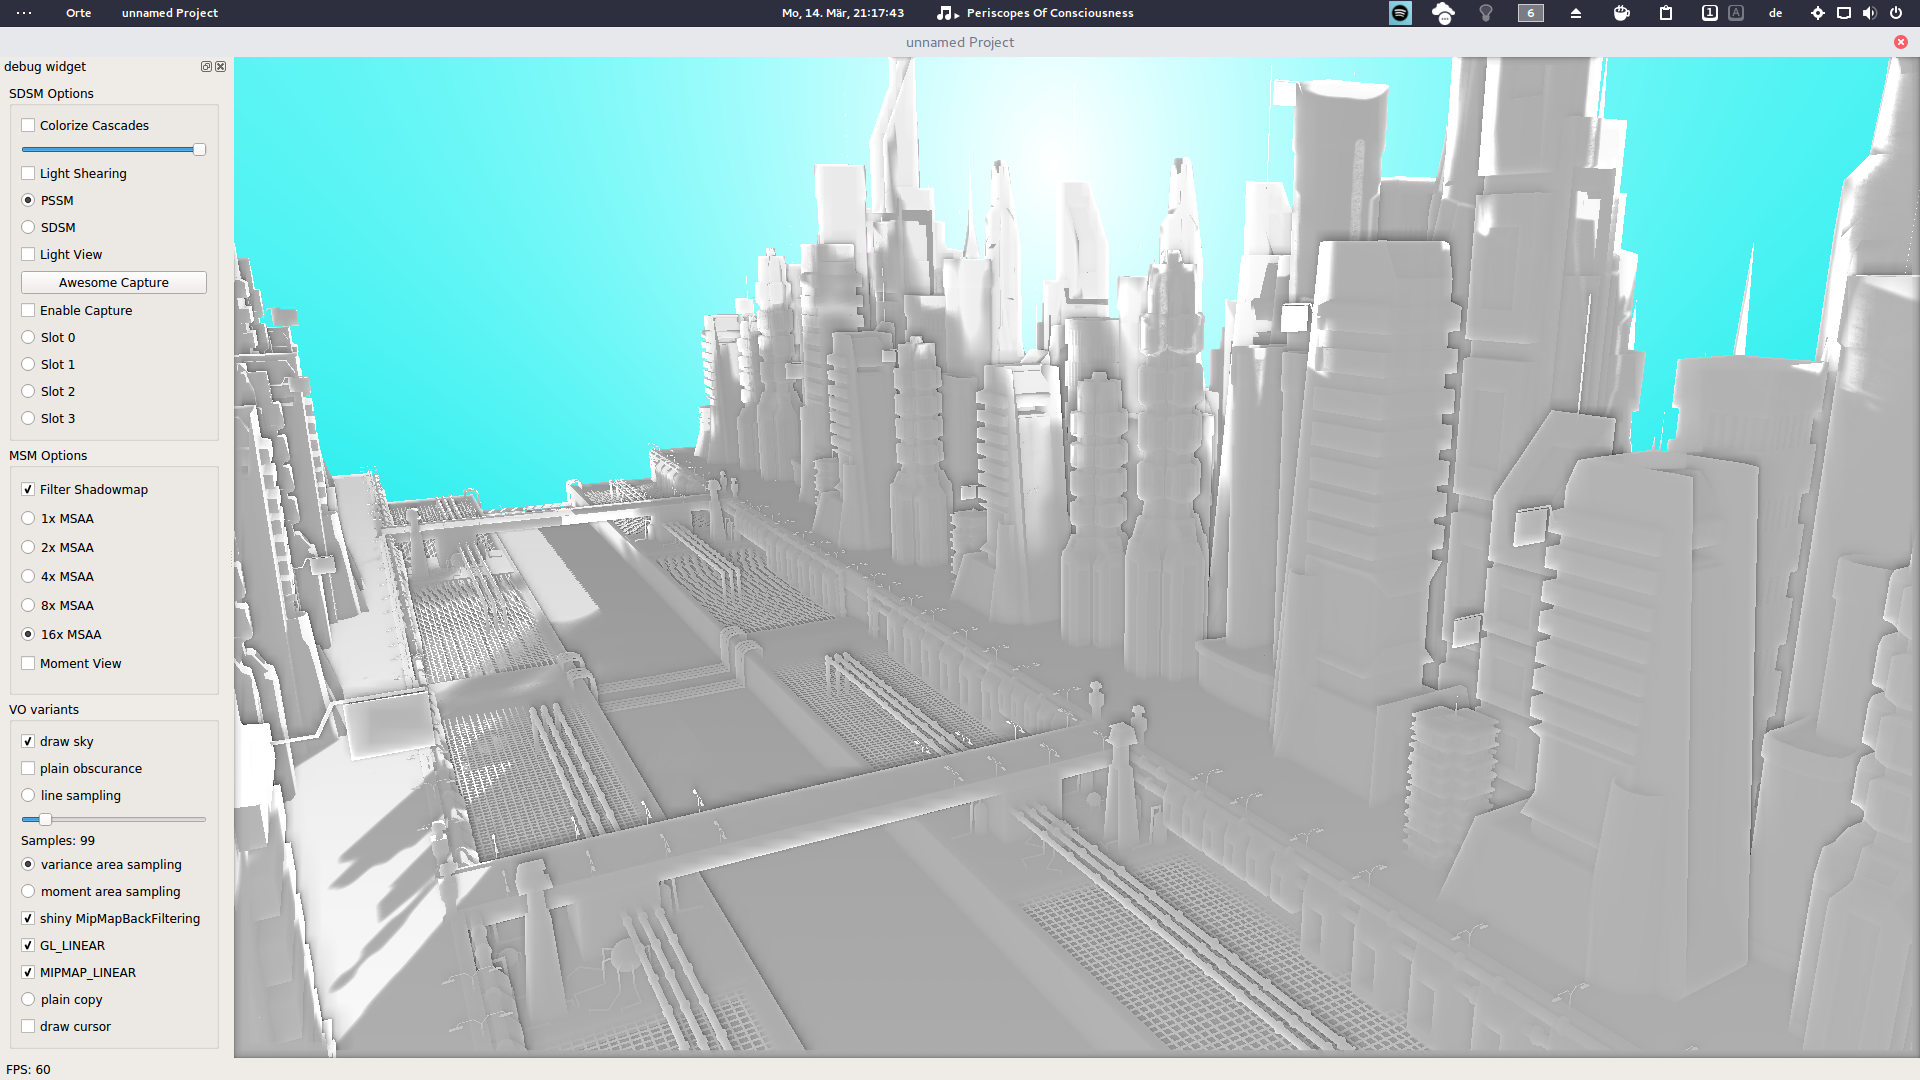 Orte
unnamed Project
Mo, 14. Mär, 21:17:43
Periscopes Of Consciousness
6
1
A
de
unnamed Project
debug widget
SDSM Options
Colorize Cascades
Light Shearing
PSSM
SDSM
Light View
Awesome Capture
Enable Capture
Slot 0
Slot 1
Slot 2
Slot 3
MSM Options
Filter Shadowmap
1x MSAA
2x MSAA
4x MSAA
8x MSAA
16x MSAA
Moment View
VO variants
draw sky
plain obscurance
line sampling
Samples: 99
variance area sampling
moment area sampling
shiny MipMapBackFiltering
GL_LINEAR
MIPMAP_LINEAR
plain copy
draw cursor
FPS: 60